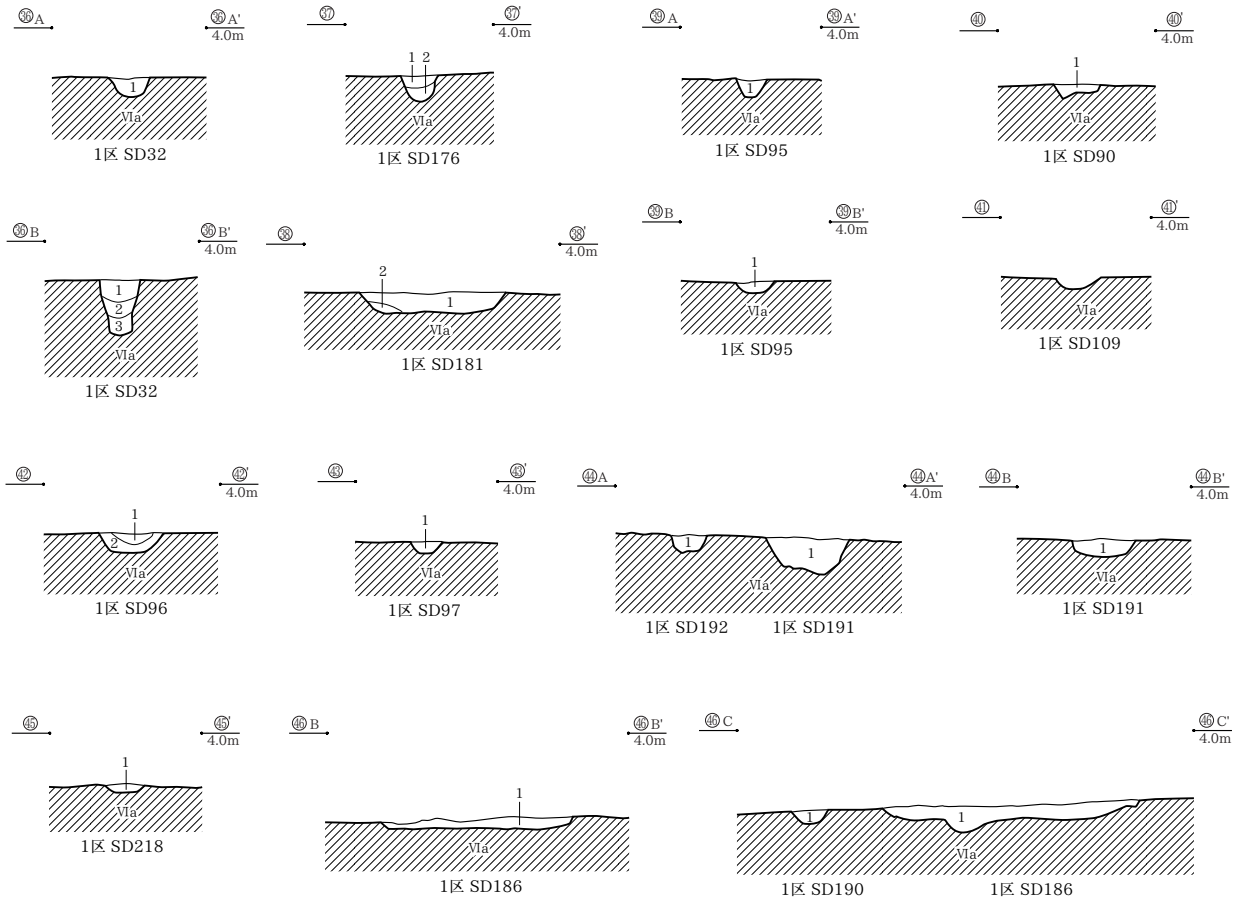 ㊱A ㊱A'
4.0m
1
Ⅵa
1区 SD32
㊲ ㊲'
4.0m
1 2
Ⅵa
1区 SD176
㊴A ㊴A'
4.0m
1
Ⅵa
1区 SD95
㊵ ㊵'
4.0m
1
Ⅵa
1区 SD90
㊱B ㊱B'
4.0m
1
2
3
Ⅵa
1区 SD32
㊳ ㊳'
4.0m
2
1
Ⅵa
1区 SD181
㊴B ㊴B'
4.0m
1
Ⅵa
1区 SD95
㊶ ㊶'
4.0m
Ⅵa
1区 SD109
㊷ ㊷'
4.0m
1
2
Ⅵa
1区 SD96
㊸ ㊸'
4.0m
1
Ⅵa
1区 SD97
㊹A ㊹A'
4.0m
1
1
Ⅵa
1区 SD192 1区 SD191
㊹B ㊹B'
4.0m
1
Ⅵa
1区 SD191
㊺ ㊺'
4.0m
1
Ⅵa
1区 SD218
㊻B ㊻B'
4.0m
1
Ⅵa
1区 SD186
㊻C ㊻C'
4.0m
1
1
Ⅵa
1区 SD190 1区 SD186